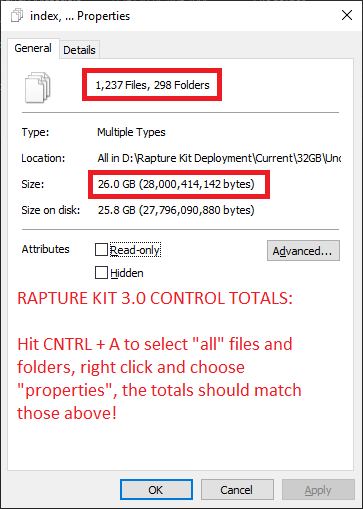 index, ... Properties
General
Details
1,237 Files, 298 Folders
Type: Multiple Types
Location: All in D:\Rapture Kit Deployment\Current\32GB\Unc
Size: 26.0 GB (28,000,414,142 bytes)
Size on disk: 25.8 GB (27,796,090,880 bytes)
Attributes
Read-only
Advanced...
Hidden
RAPTURE KIT 3.0 CONTROL TOTALS:
Hit CNTRL + A to select "all" files and
folders, right click and choose
"properties", the totals should match
those above!
OK
Cancel
Apply